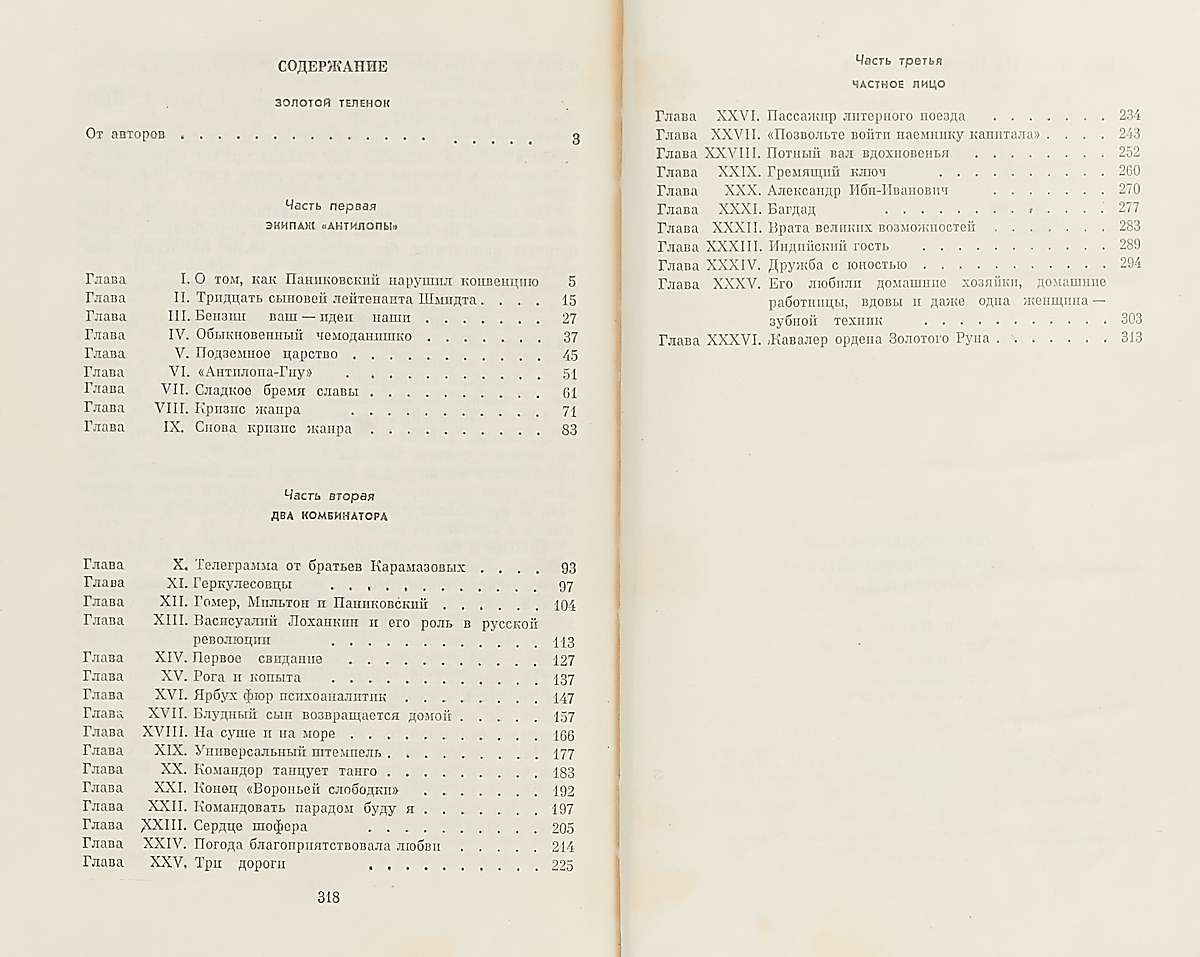 СОДЕРЖАНИЕ
ЗОЛОТОЙ ТЕЛЕНОК
От авторов . . . . . . . . . . . . . . . . . . 3
Часть первая
ЭКИПАЖ «АНТИЛОПЫ»
Глава I. О том, как Паниковский нарушил конвенцию 5
Глава II. Тридцать сыновей лейтенанта Шмидта . . . . 15
Глава III. Бензин ваш — идеи наши . . . . . . . 27
Глава IV. Обыкновенный чемоданишко . . . . . . . 37
Глава V. Подземное царство . . . . . . . . . . . 45
Глава VI. «Антилопа-Гну» . . . . . . . . . . . 51
Глава VII. Сладкое бремя славы . . . . . . . . . . 61
Глава VIII. Кризис жанра . . . . . . . . . . . 71
Глава IX. Снова кризис жанра . . . . . . . . . . 83
Часть вторая
ДВА КОМБИНАТОРА
Глава X. Телеграмма от братьев Карамазовых . . . . 93
Глава XI. Геркулесовцы . . . . . . . . . . . . 97
Глава XII. Гомер, Мильтон и Паниковский . . . . . . 104
Глава XIII. Васисуалий Лоханкин и его роль в русской
революции . . . . . . . . . . . . 113
Глава XIV. Первое свидание . . . . . . . . . . . 127
Глава XV. Рога и копыта . . . . . . . . . . . . 137
Глава XVI. Ярбух фюр психоаналитик . . . . . . . . 147
Глава XVII. Блудный сын возвращается домой . . . . . 157
Глава XVIII. На суше и на море . . . . . . . . . . . 166
Глава XIX. Универсальный штемпель . . . . . . . . . 177
Глава XX. Командор танцует танго . . . . . . . . . 183
Глава XXI. Конец «Вороньей слободки» . . . . . . . 192
Глава XXII. Командовать парадом буду я . . . . . . . 197
Глава XXIII. Сердце шофера . . . . . . . . . . 205
Глава XXIV. Погода благоприятствовала любви . . . . . 214
Глава XXV. Три дороги . . . . . . . . . . 225
318
Часть третья
ЧАСТНОЕ ЛИЦО
Глава XXVI. Пассажир литерного поезда . . . . . . . 234
Глава XXVII. «Позвольте войти наемнику капитала» . . . . 243
Глава XXVIII. Потный вал вдохновенья . . . . . . . . 252
Глава XXIX. Гремящий ключ . . . . . . . . . . 260
Глава XXX. Александр Ибн-Иванович . . . . . . . 270
Глава XXXI. Багдад . . . . . . . . . . . . 277
Глава XXXII. Врата великих возможностей . . . . . . . 283
Глава XXXIII. Индийский гость . . . . . . . . . . . 289
Глава XXXIV. Дружба с юностью . . . . . . . . . . . 294
Глава XXXV. Его любили домашние хозяйки, домашние
работницы, вдовы и даже одна женщина —
зубной техник . . . . . . . . . . . 303
Глава XXXVI. Кавалер ордена Золотого Руна . . . . . . . 313